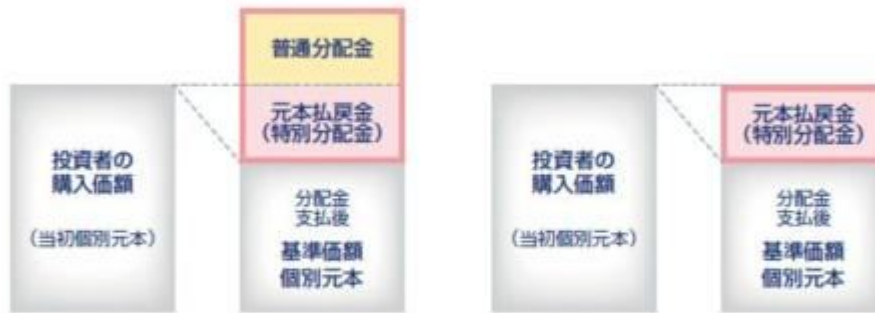 普通分配金
元本払戻金
(特別分配金)
投資者の
購入価額
(当初個別元本)
分配金
支払後
基準価額
個別元本
元本払戻金
(特別分配金)
投資者の
購入価額
(当初個別元本)
分配金
支払後
基準価額
個別元本